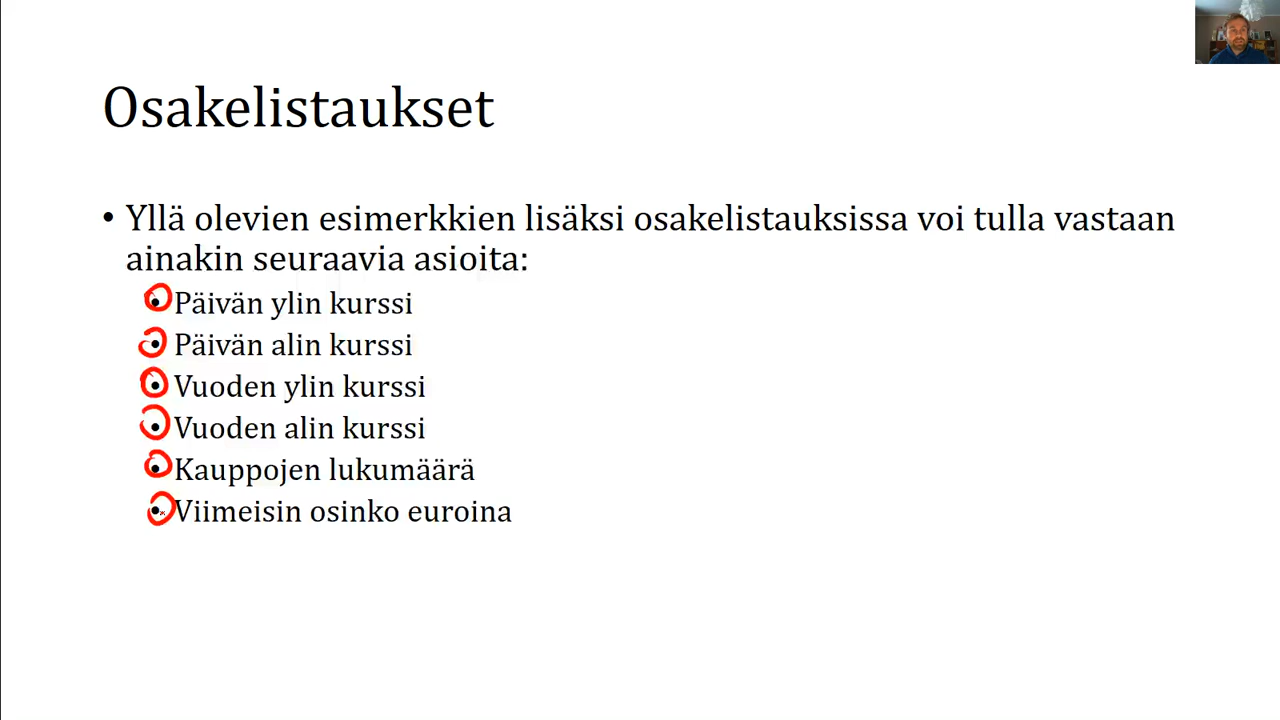 Osakelistaukset
• Yllä olevien esimerkkien lisäksi osakelistauksissa voi tulla vastaan
ainakin seuraavia asioita:
• Päivän ylin kurssi
• Päivän alin kurssi
• Vuoden ylin kurssi
• Vuoden alin kurssi
• Kauppojen lukumäärä
• Viimeisin osinko euroina